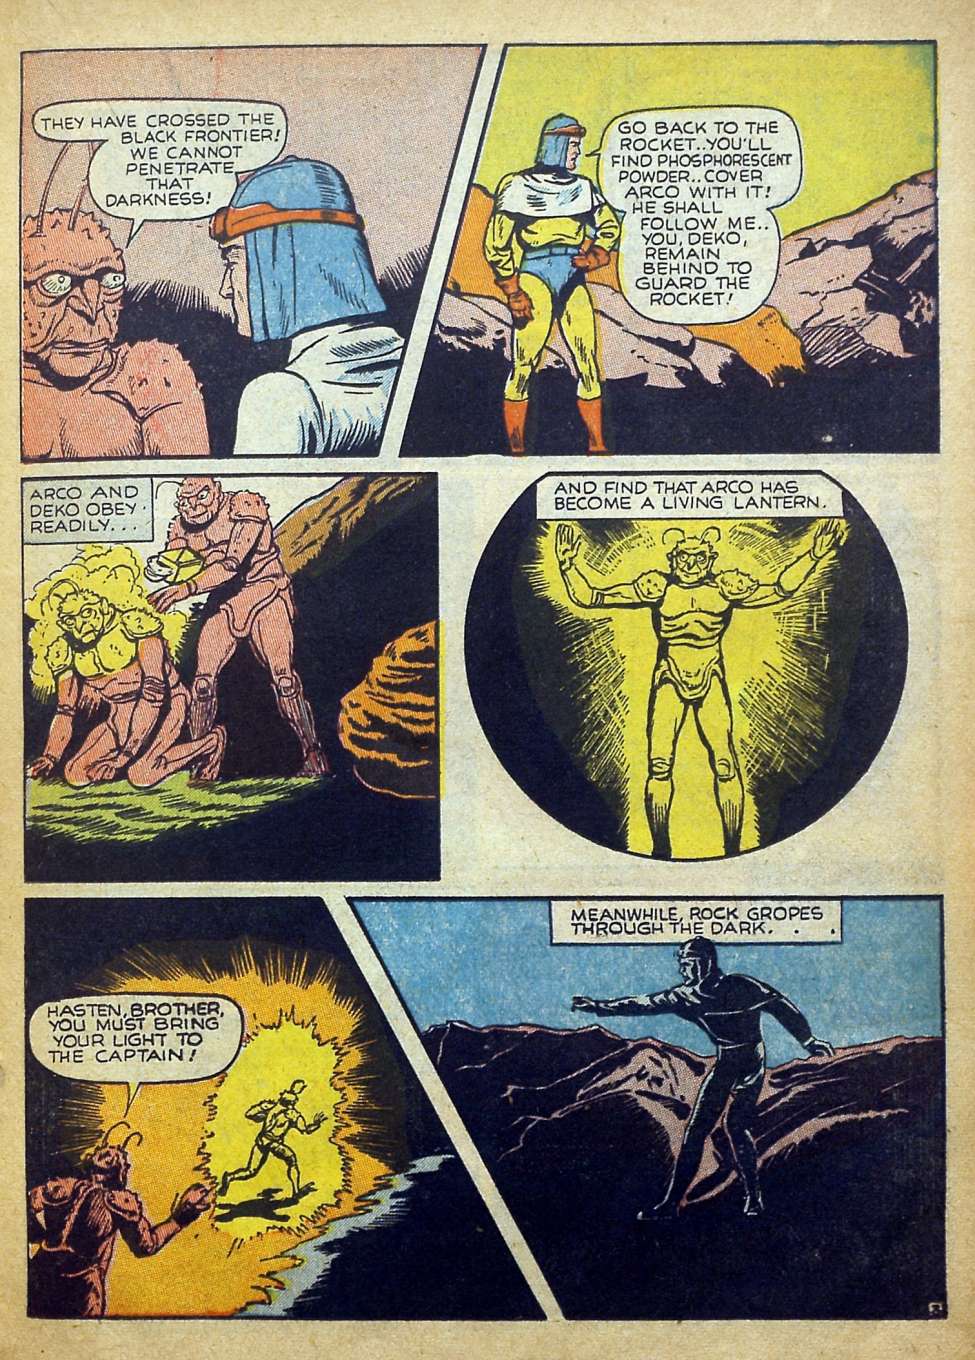 THEY HAVE CROSSED THE
BLACK FRONTIER!
WE CANNOT
PENETRATE
THAT
DARKNESS!
GO BACK TO THE
ROCKET..YOU'LL
FIND PHOSPHORESCENT
POWDER..COVER
ARCO WITH IT!
HE SHALL
FOLLOW ME..
YOU, DEKO,
REMAIN
BEHIND TO
GUARD THE
ROCKET!
ARCO AND
DEKO OBEY
READILY...
AND FIND THAT ARCO HAS
BECOME A LIVING LANTERN.
HASTEN, BROTHER,
YOU MUST BRING
YOUR LIGHT TO
THE CAPTAIN!
MEANWHILE, ROCK GROPES
THROUGH THE DARK. . .